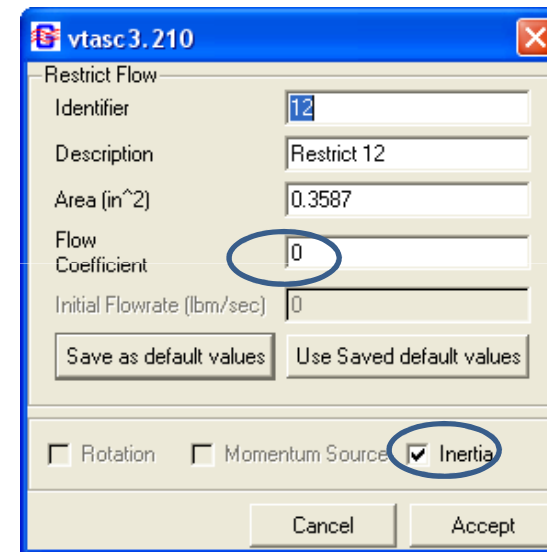 vtasc3.210
Restrict Flow
Identifier 12
Description Restrict 12
Area (in^2) 0.3587
Flow
Coefficient 0
Initial Flowrate (lbm/sec) 0
Save as default values Use Saved default values
Rotation Momentum Source Inertia
Cancel Accept